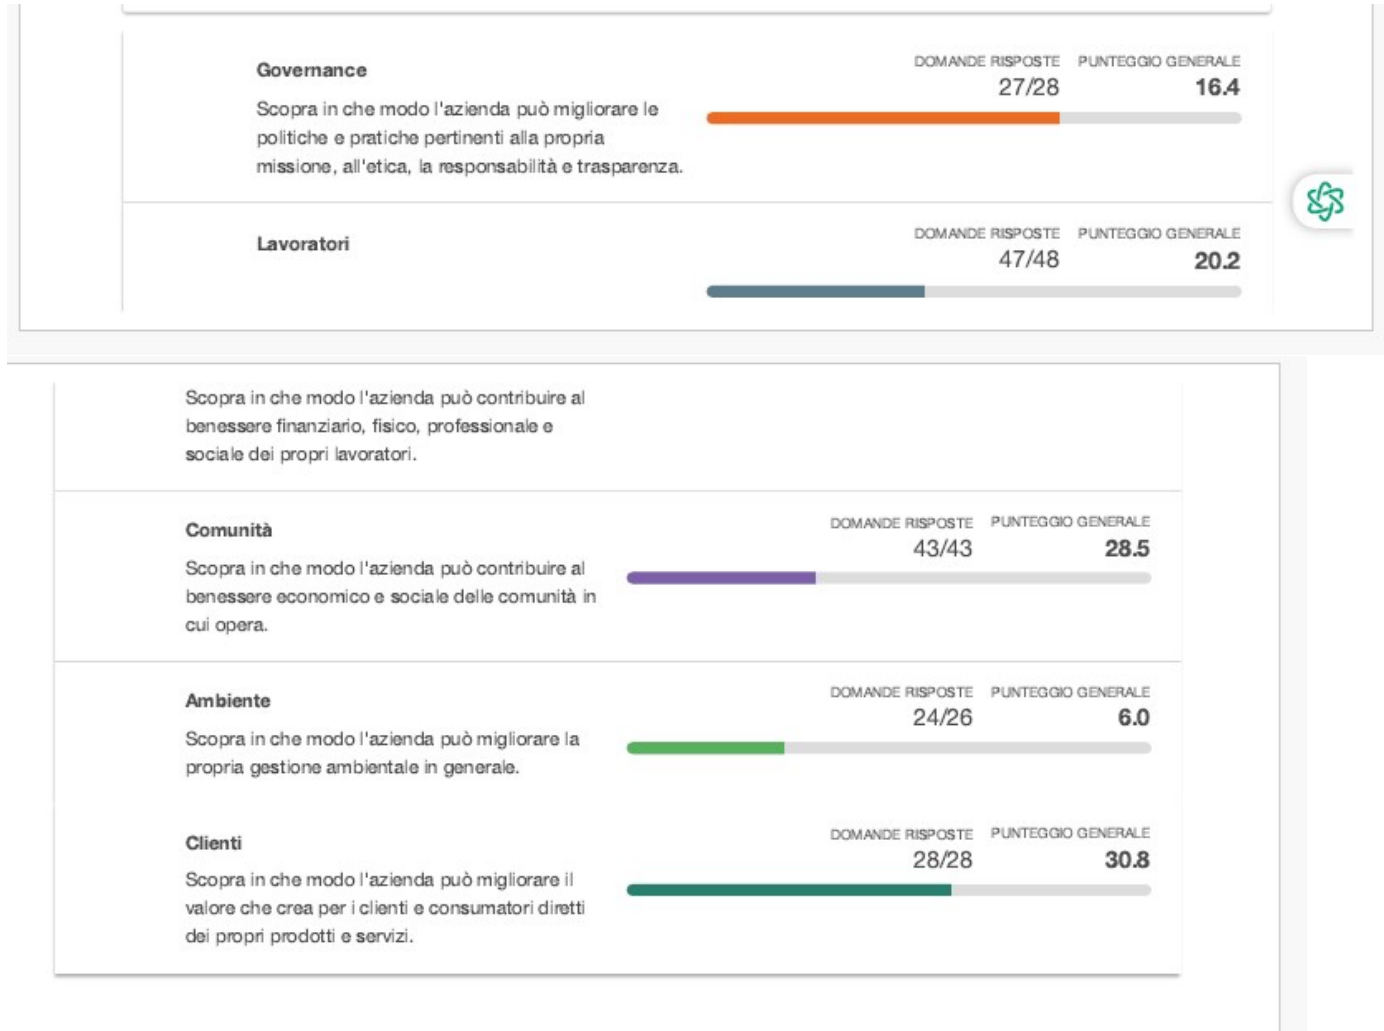 Governance
DOMANDE RISPOSTE PUNTEGGIO GENERALE
27/28 16.4
Scopra in che modo l'azienda può migliorare le
politiche e pratiche pertinenti alla propria
missione, all'etica, la responsabilità e trasparenza.
Lavoratori
DOMANDE RISPOSTE PUNTEGGIO GENERALE
47/48 20.2
Scopra in che modo l'azienda può contribuire al
benessere finanziario, fisico, professionale e
sociale dei propri lavoratori.
Comunità
DOMANDE RISPOSTE PUNTEGGIO GENERALE
43/43 28.5
Scopra in che modo l'azienda può contribuire al
benessere economico e sociale delle comunità in
cui opera.
Ambiente
DOMANDE RISPOSTE PUNTEGGIO GENERALE
24/26 6.0
Scopra in che modo l'azienda può migliorare la
propria gestione ambientale in generale.
Clienti
DOMANDE RISPOSTE PUNTEGGIO GENERALE
28/28 30.8
Scopra in che modo l'azienda può migliorare il
valore che crea per i clienti e consumatori diretti
dei propri prodotti e servizi.